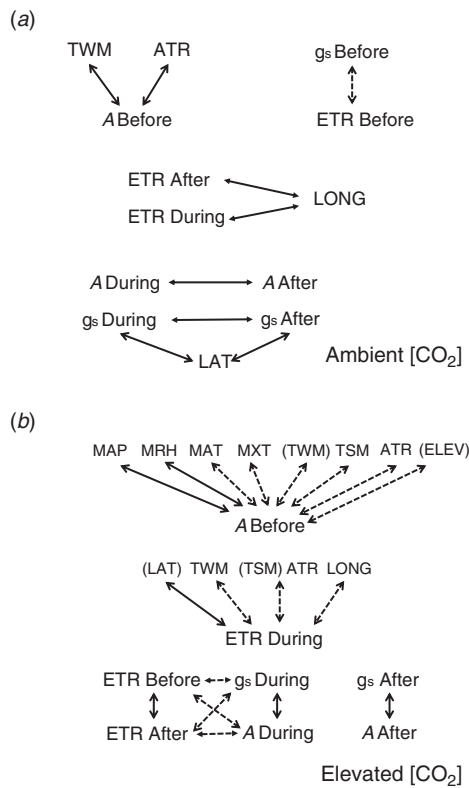 (a)
TWM ATR
A Before
gs Before
ETR Before
ETR After
ETR During
LONG
A During A After
gs During gs After
LAT
Ambient [CO2]
(b)
MAP MRH MAT MXT (TWM) TSM ATR (ELEV)
A Before
(LAT) TWM (TSM) ATR LONG
ETR During
ETR Before gs During gs After
ETR After A During A After
Elevated [CO2]